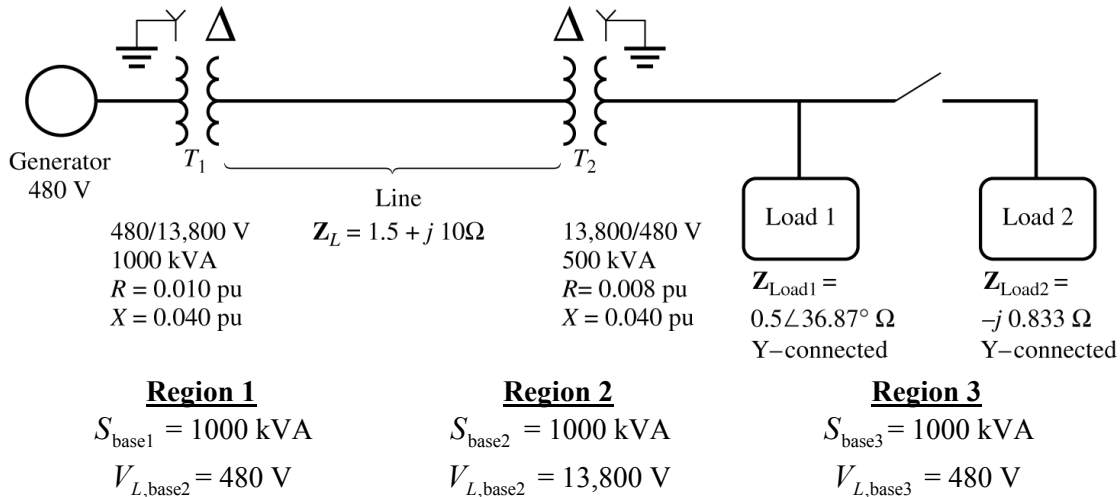 Δ Δ
T₁ T₂
Generator
480 V
Line
Load 1 Load 2
480/13,800 V Z_L = 1.5 + j 10Ω 13,800/480 V
1000 kVA 500 kVA
R = 0.010 pu R= 0.008 pu
X = 0.040 pu X = 0.040 pu
Z_Load1 = Z_Load2 =
0.5∠36.87° Ω –j 0.833 Ω
Y–connected Y–connected
Region 1 Region 2 Region 3
S_base1 = 1000 kVA S_base2 = 1000 kVA S_base3 = 1000 kVA
V_L,base2 = 480 V V_L,base2 = 13,800 V V_L,base3 = 480 V